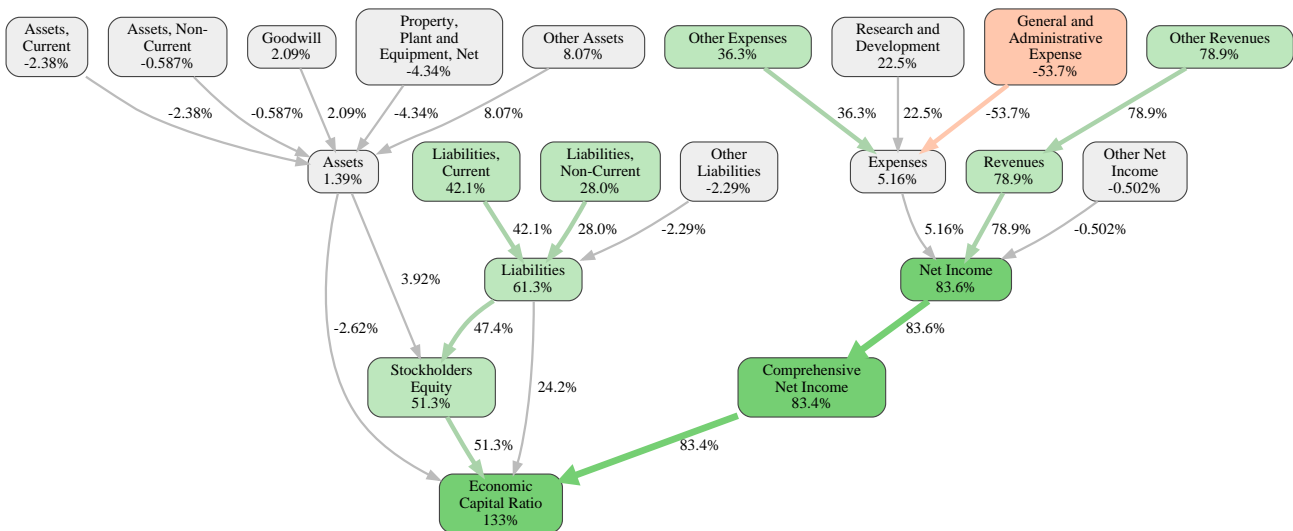 Assets,
Current
-2.38%
Assets, Non-
Current
-0.587%
Goodwill
2.09%
Property,
Plant and
Equipment, Net
-4.34%
Other Assets
8.07%
Other Expenses
36.3%
Research and
Development
22.5%
General and
Administrative
Expense
-53.7%
Other Revenues
78.9%
-2.38%
-0.587%
2.09%
-4.34%
8.07%
36.3%
22.5%
-53.7%
78.9%
Assets
1.39%
Liabilities,
Current
42.1%
Liabilities,
Non-Current
28.0%
Other
Liabilities
-2.29%
Expenses
5.16%
Revenues
78.9%
Other Net
Income
-0.502%
42.1%
28.0%
-2.29%
5.16%
78.9%
-0.502%
3.92%
Liabilities
61.3%
Net Income
83.6%
-2.62%
47.4%
83.6%
Stockholders
Equity
51.3%
24.2%
Comprehensive
Net Income
83.4%
51.3%
83.4%
Economic
Capital Ratio
133%